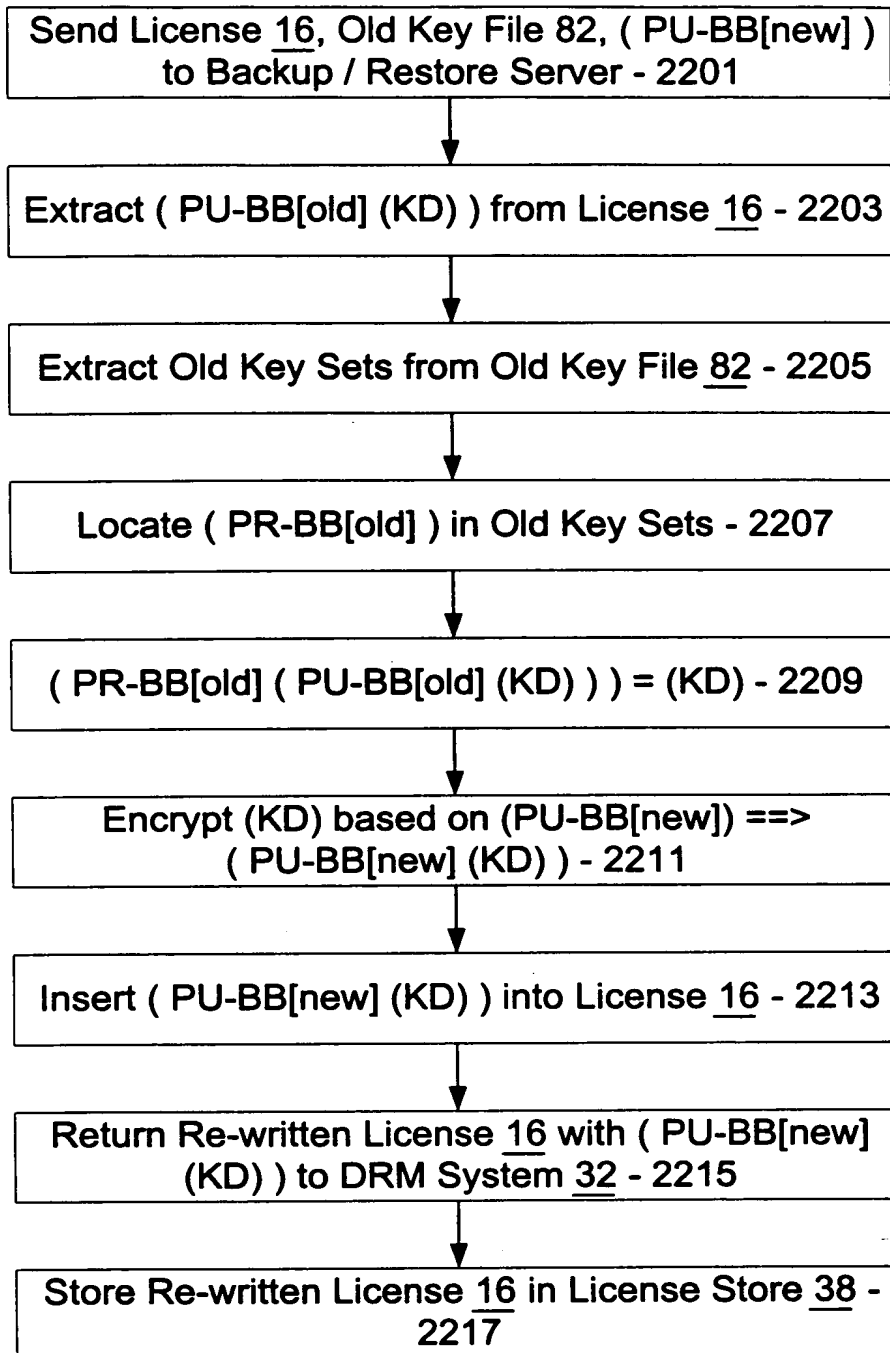 Send License 16, Old Key File 82, ( PU-BB[new] )
to Backup / Restore Server - 2201
Extract ( PU-BB[old] (KD) ) from License 16 - 2203
Extract Old Key Sets from Old Key File 82 - 2205
Locate ( PR-BB[old] ) in Old Key Sets - 2207
( PR-BB[old] ( PU-BB[old] (KD) ) ) = (KD) - 2209
Encrypt (KD) based on (PU-BB[new]) ==>
( PU-BB[new] (KD) ) - 2211
Insert ( PU-BB[new] (KD) ) into License 16 - 2213
Return Re-written License 16 with ( PU-BB[new]
(KD) ) to DRM System 32 - 2215
Store Re-written License 16 in License Store 38 -
2217